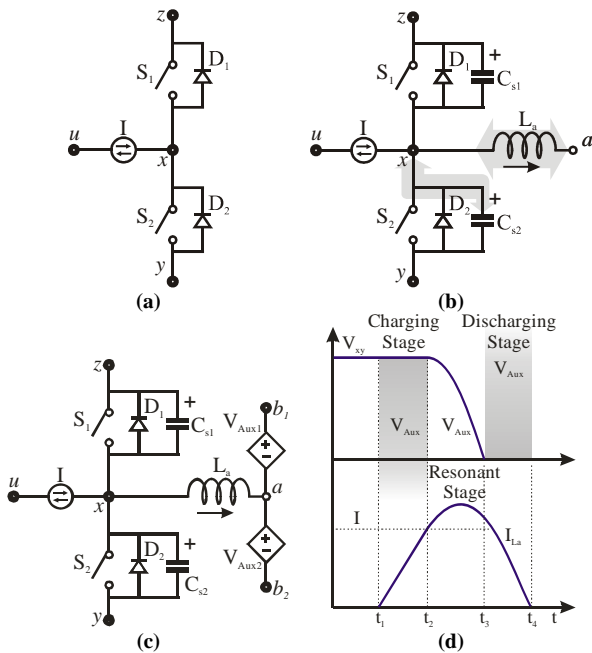 z
S1
D1
u
I
x
S2
D2
y
(a)
z
S1
D1
+
Cs1
u
I
x
La
a
S2
D2
+
Cs2
y
(b)
z
S1
D1
+
Cs1
u
I
x
La
a
b1
VAux1
VAux2
b2
S2
D2
+
Cs2
y
(c)
Charging Stage
Discharging Stage
Vxy
VAux
VAux
VAux
Resonant Stage
I
ILa
t1
t2
t3
t4
t
(d)